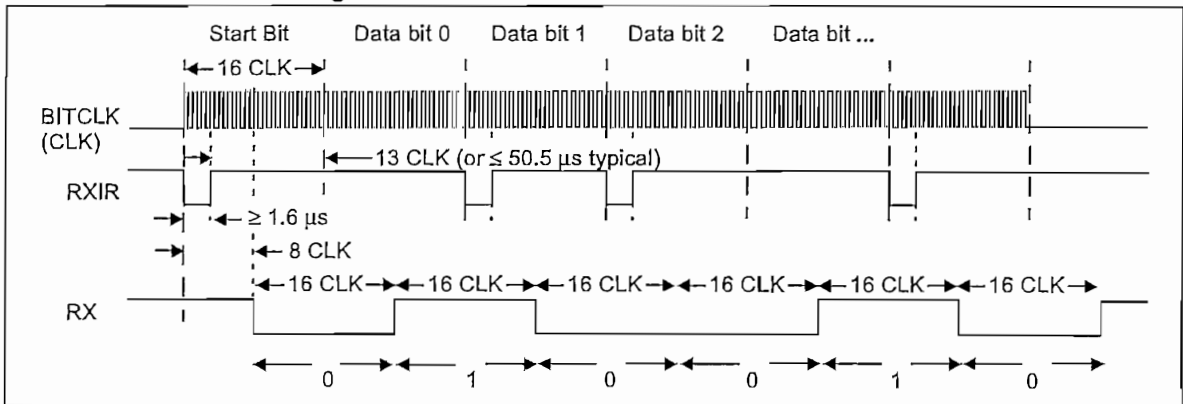 Start Bit Data bit 0 Data bit 1 Data bit 2 Data bit ...
16 CLK
BITCLK
(CLK)
13 CLK (or ≤ 50.5 µs typical)
RXIR
≥ 1.6 µs
8 CLK
16 CLK 16 CLK 16 CLK 16 CLK 16 CLK 16 CLK
RX
0 1 0 0 1 0